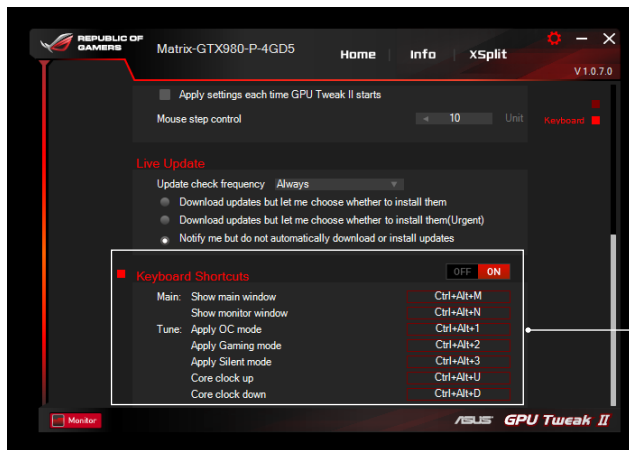 REPUBLIC OF
GAMERS
Matrix-GTX980-P-4GD5
Home
Info
XSplit
V 1.0.7.0
Apply settings each time GPU Tweak II starts
Mouse step control
10
Unit
Keyboard
Live Update
Update check frequency Always
Download updates but let me choose whether to install them
Download updates but let me choose whether to install them(Urgent)
Notify me but do not automatically download or install updates
Keyboard Shortcuts
OFF ON
Main: Show main window Ctrl+Alt+M
Show monitor window Ctrl+Alt+N
Tune: Apply OC mode Ctrl+Alt+1
Apply Gaming mode Ctrl+Alt+2
Apply Silent mode Ctrl+Alt+3
Core clock up Ctrl+Alt+U
Core clock down Ctrl+Alt+D
Monitor
ASUS GPU Tweak II